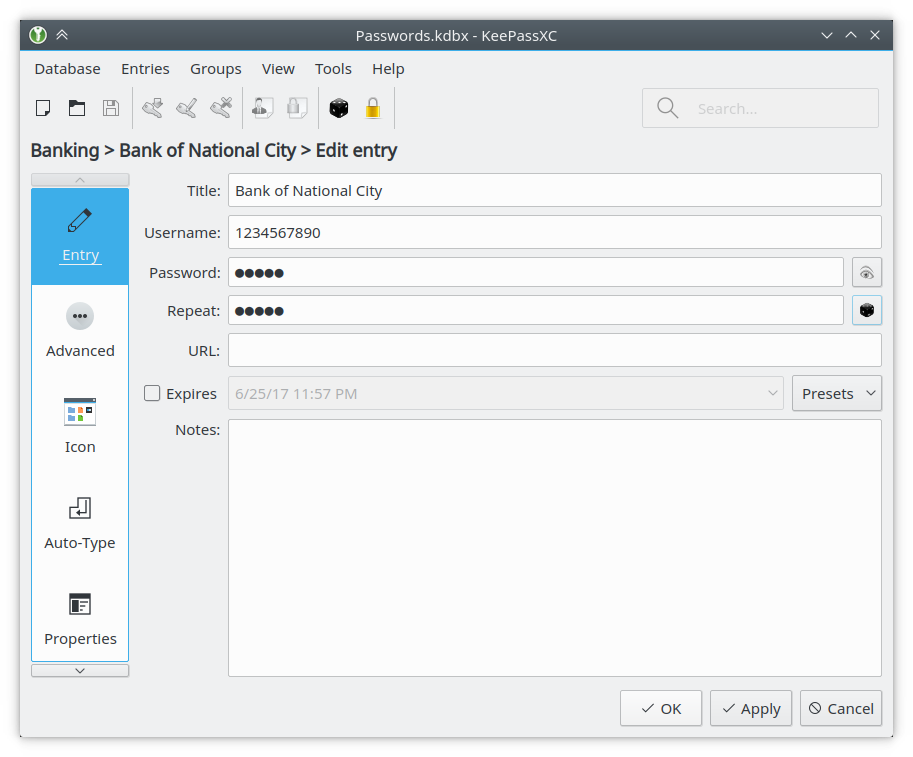 Passwords.kdbx - KeePassXC
Database Entries Groups View Tools Help
Search...
Banking > Bank of National City > Edit entry
Entry
Advanced
Icon
Auto-Type
Properties
Title: Bank of National City
Username: 1234567890
Password: ●●●●●
Repeat: ●●●●●
URL:
Expires 6/25/17 11:57 PM Presets
Notes:
OK Apply Cancel